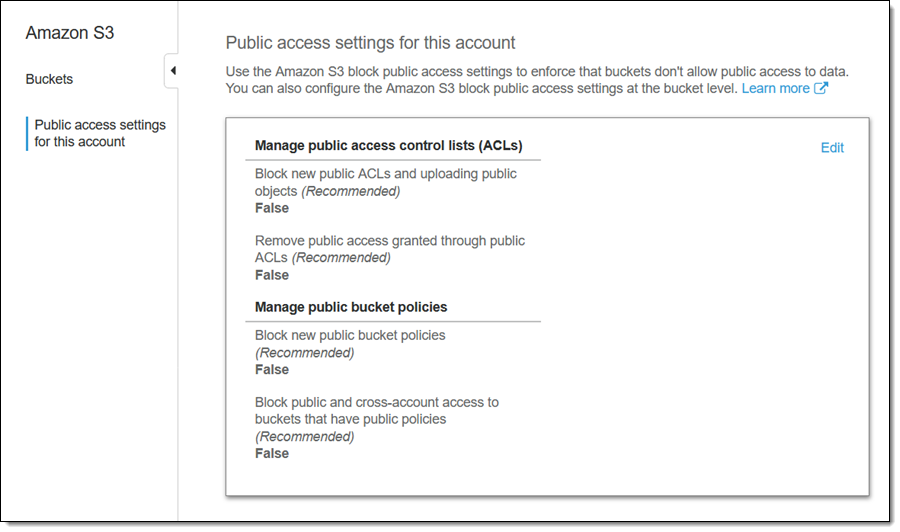 Amazon S3
Buckets
Public access settings
for this account
Public access settings for this account
Use the Amazon S3 block public access settings to enforce that buckets don't allow public access to data.
You can also configure the Amazon S3 block public access settings at the bucket level. Learn more
Manage public access control lists (ACLs)
Edit
Block new public ACLs and uploading public
objects (Recommended)
False
Remove public access granted through public
ACLs (Recommended)
False
Manage public bucket policies
Block new public bucket policies
(Recommended)
False
Block public and cross-account access to
buckets that have public policies
(Recommended)
False